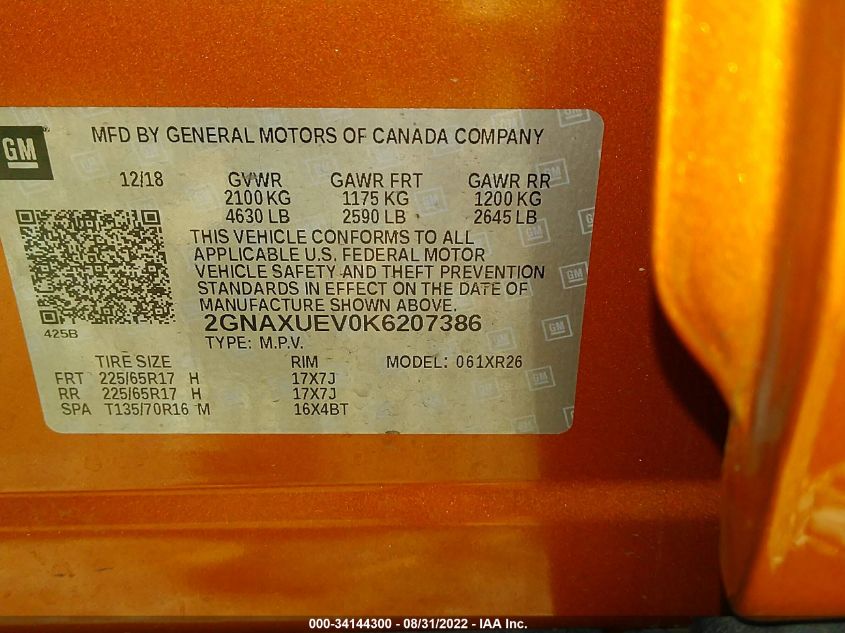 GM
MFD BY GENERAL MOTORS OF CANADA COMPANY
12/18 GVWR GAWR FRT GAWR RR
2100 KG 1175 KG 1200 KG
4630 LB 2590 LB 2645 LB
THIS VEHICLE CONFORMS TO ALL
APPLICABLE U.S. FEDERAL MOTOR
VEHICLE SAFETY AND THEFT PREVENTION
STANDARDS IN EFFECT ON THE DATE OF
MANUFACTURE SHOWN ABOVE.
425B
2GNAXUEV0K6207386
TYPE: M.P.V.
TIRE SIZE RIM MODEL: 061XR26
FRT 225/65R17 H 17X7J
RR 225/65R17 H 17X7J
SPA T135/70R16 M 16X4BT
000-34144300 - 08/31/2022 - IAA Inc.